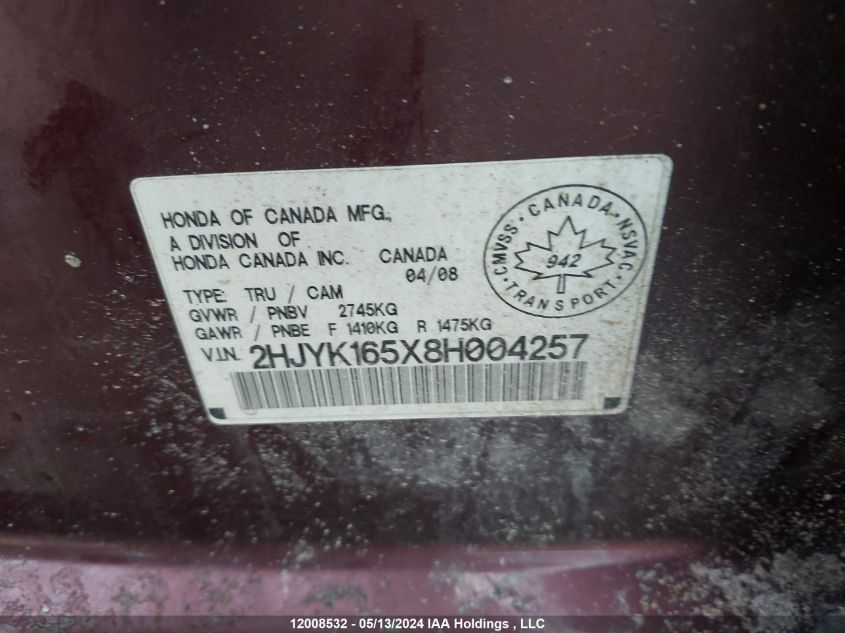 HONDA OF CANADA MFG.,
A DIVISION OF
HONDA CANADA INC. CANADA
04/08
TYPE: TRU / CAM
GVWR / PNBV 2745KG
GAWR / PNBE F 1410KG R 1475KG
V.I.N. 2HJYK165X8H004257
CMVSS · CANADA · NSVAC
942
· TRANSPORT ·
12008532 - 05/13/2024 IAA Holdings , LLC